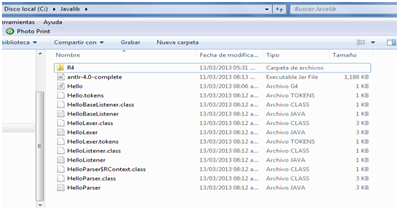 Disco local (C:) ▸ Javalib
Buscar Javalib
erramientas Ayuda
Photo Print
biblioteca Compartir con Grabar Nueva carpeta
Nombre Fecha de modifica... Tipo Tamaño
R4 13/03/2013 05:31 ... Carpeta de archivos
antlr-4.0-complete 11/03/2013 08:13 ... Executable Jar File 1,188 KB
Hello 13/03/2013 08:06 a... Archivo G4 1 KB
Hello.tokens 13/03/2013 08:12 a... Archivo TOKENS 1 KB
HelloBaseListener.class 13/03/2013 08:12 a... Archivo CLASS 1 KB
HelloBaseListener 13/03/2013 08:12 a... Archivo JAVA 1 KB
HelloLexer.class 13/03/2013 08:12 a... Archivo CLASS 3 KB
HelloLexer 13/03/2013 08:12 a... Archivo JAVA 3 KB
HelloLexer.tokens 13/03/2013 08:12 a... Archivo TOKENS 1 KB
HelloListener.class 13/03/2013 08:12 a... Archivo CLASS 1 KB
HelloListener 13/03/2013 08:12 a... Archivo JAVA 1 KB
HelloParser$RContext.class 13/03/2013 08:12 a... Archivo CLASS 2 KB
HelloParser.class 13/03/2013 08:12 a... Archivo CLASS 3 KB
HelloParser 13/03/2013 08:12 a... Archivo JAVA 3 KB